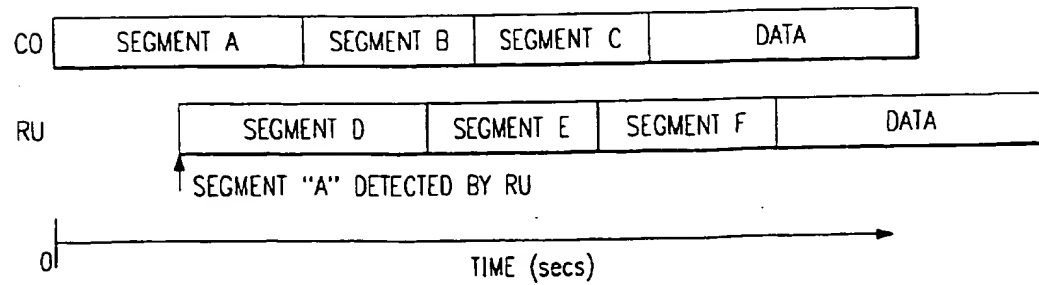 CO SEGMENT A SEGMENT B SEGMENT C DATA
RU SEGMENT D SEGMENT E SEGMENT F DATA
SEGMENT "A" DETECTED BY RU
0
TIME (secs)